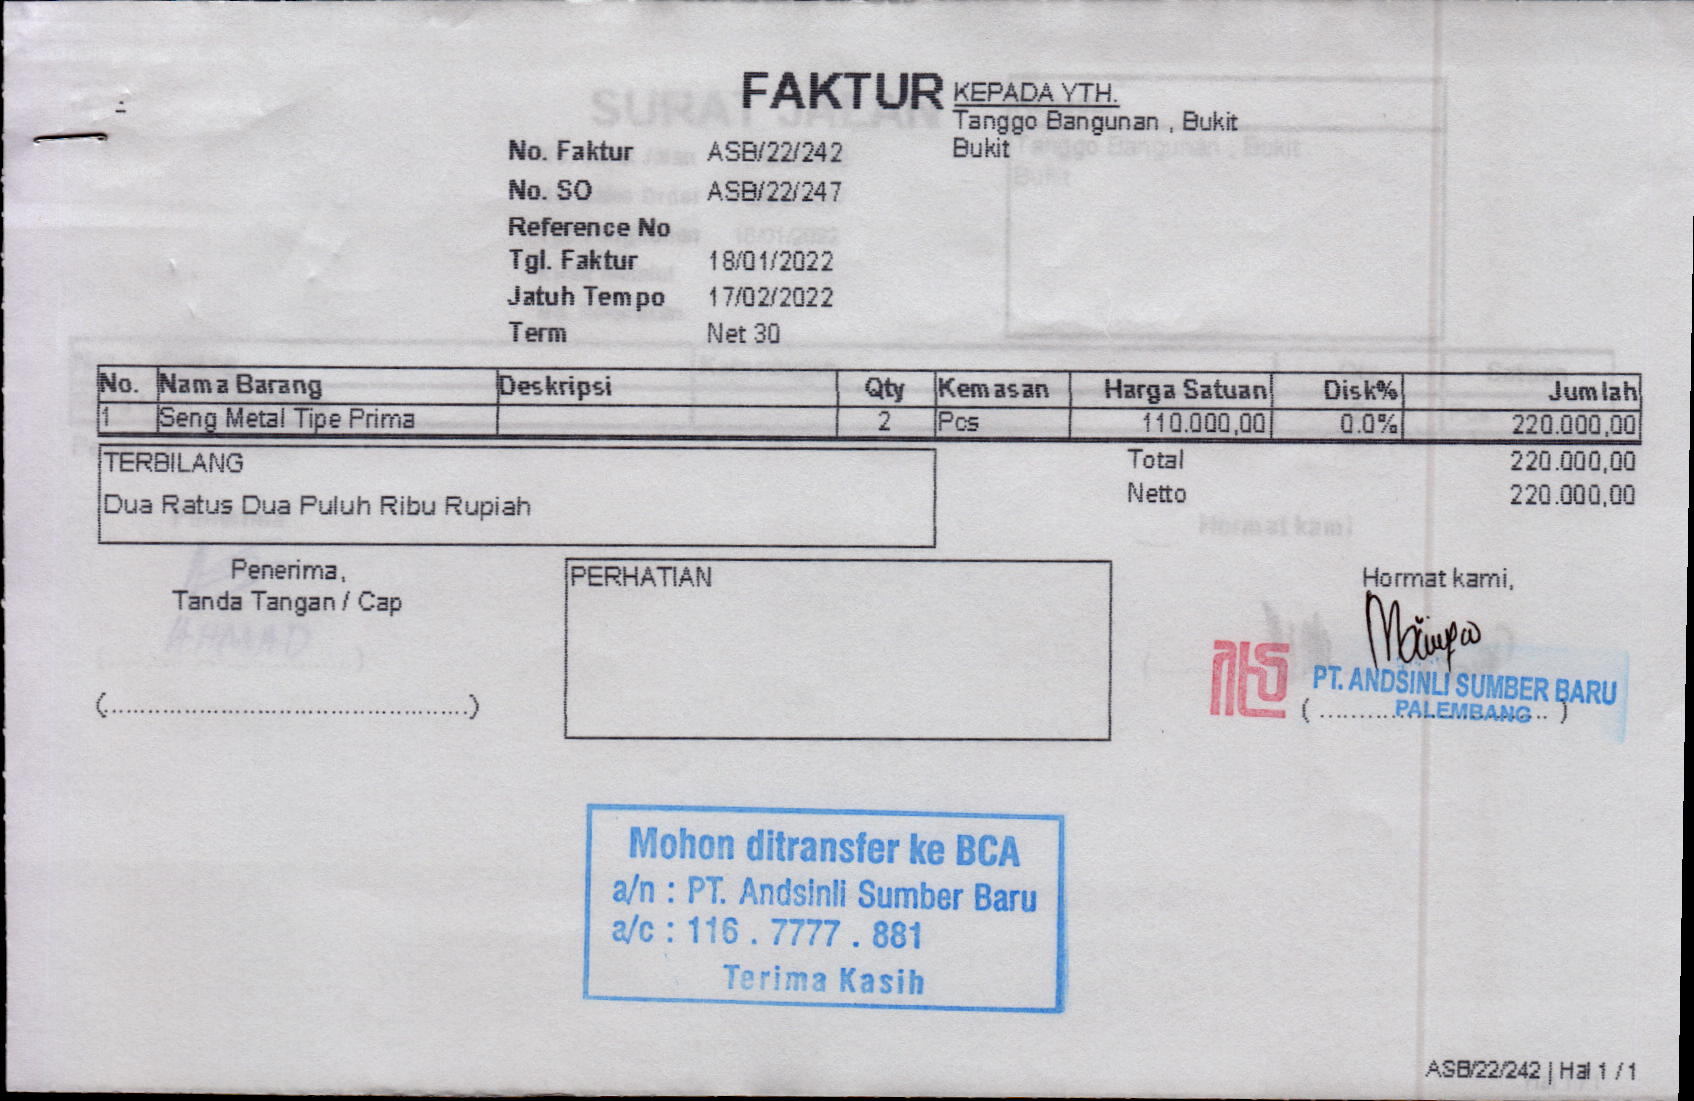 FAKTUR
KEPADA YTH.
Tanggo Bangunan , Bukit
Bukit
No. Faktur ASB/22/242
No. SO ASB/22/247
Reference No
Tgl. Faktur 18/01/2022
Jatuh Tempo 17/02/2022
Term Net 30
No. Nama Barang Deskripsi Qty Kemasan Harga Satuan Disk% Jumlah
1 Seng Metal Tipe Prima 2 Pcs 110.000,00 0.0% 220.000,00
TERBILANG
Dua Ratus Dua Puluh Ribu Rupiah
Total 220.000,00
Netto 220.000,00
Penerima,
Tanda Tangan / Cap
(................................................)
PERHATIAN
Hormat kami,
PT. ANDSINLI SUMBER BARU
PALEMBANG
Mohon ditransfer ke BCA
a/n : PT. Andsinli Sumber Baru
a/c : 116 . 7777 . 881
Terima Kasih
ASB/22/242 | Hal 1 / 1